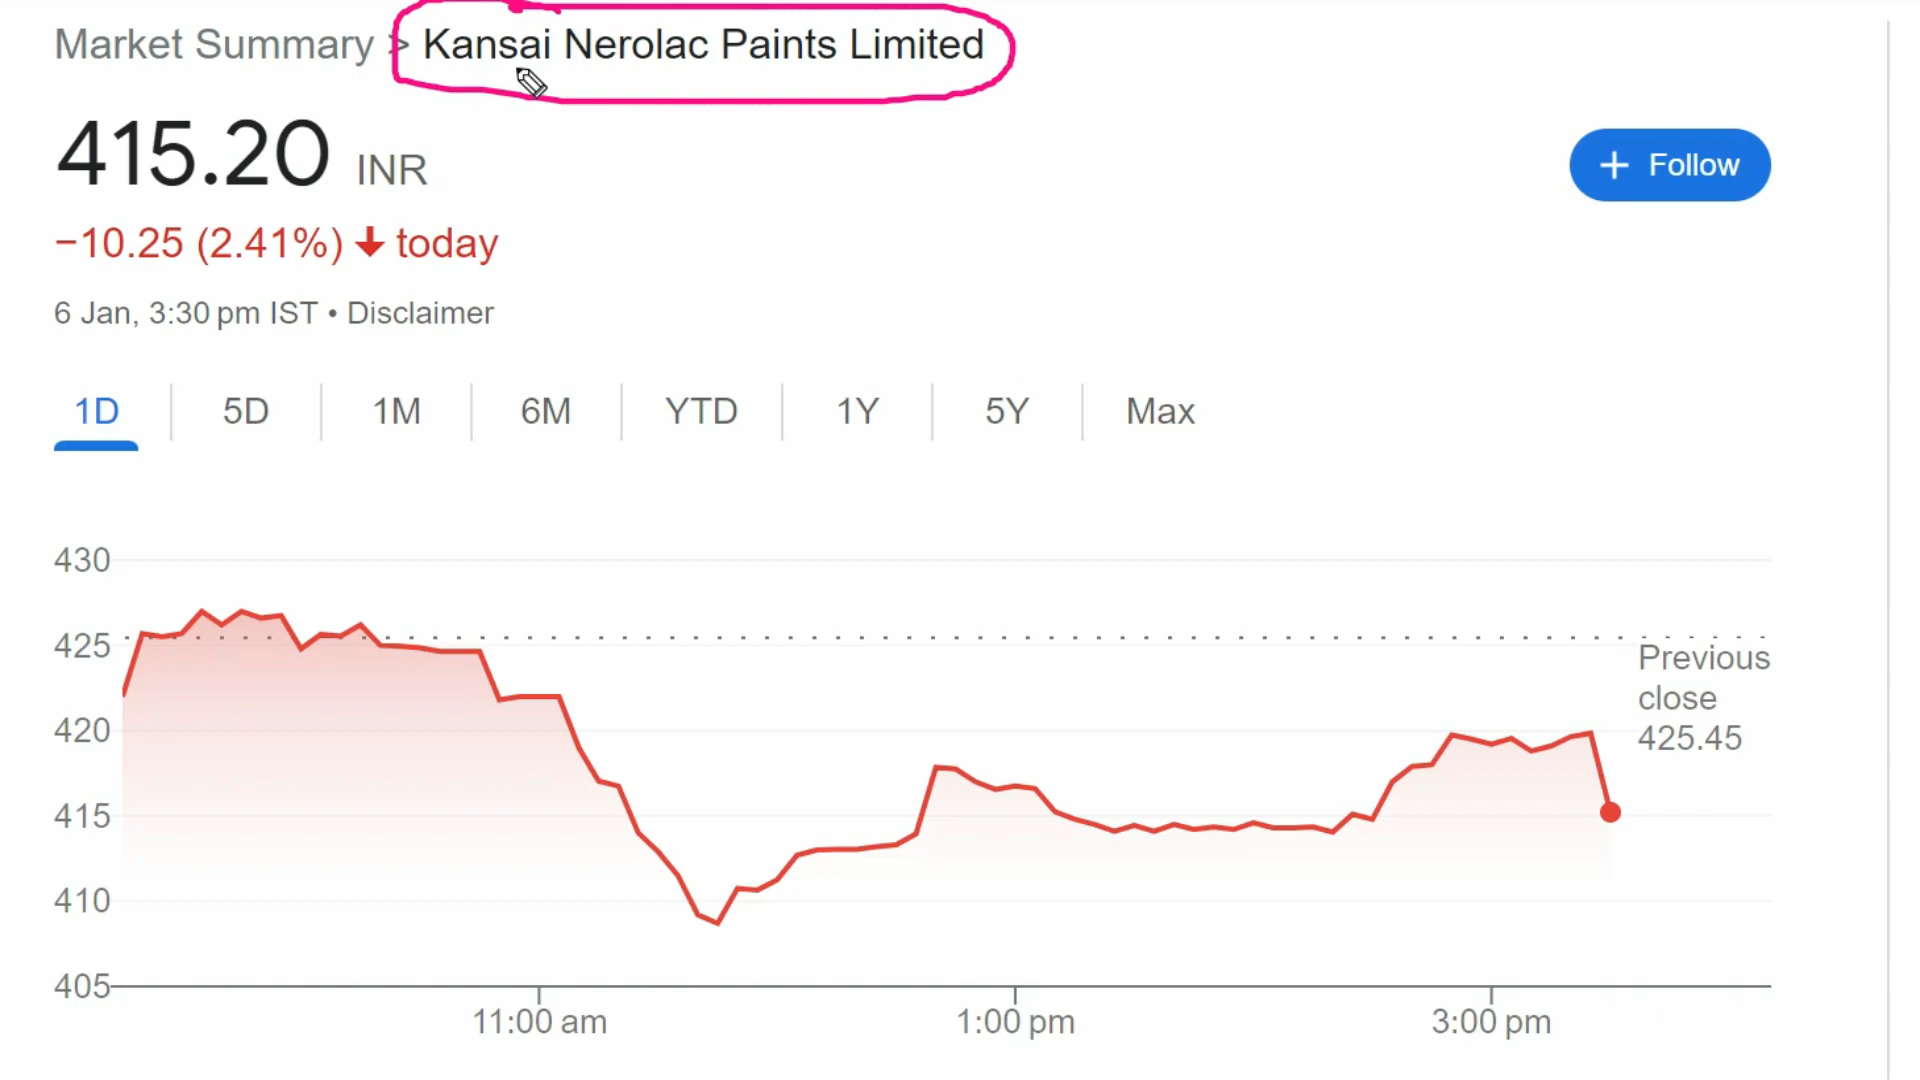 Market Summary > Kansai Nerolac Paints Limited
415.20 INR
+ Follow
−10.25 (2.41%) ↓ today
6 Jan, 3:30 pm IST • Disclaimer
1D 5D 1M 6M YTD 1Y 5Y Max
430
425
420
415
410
405
Previous
close
425.45
11:00 am 1:00 pm 3:00 pm